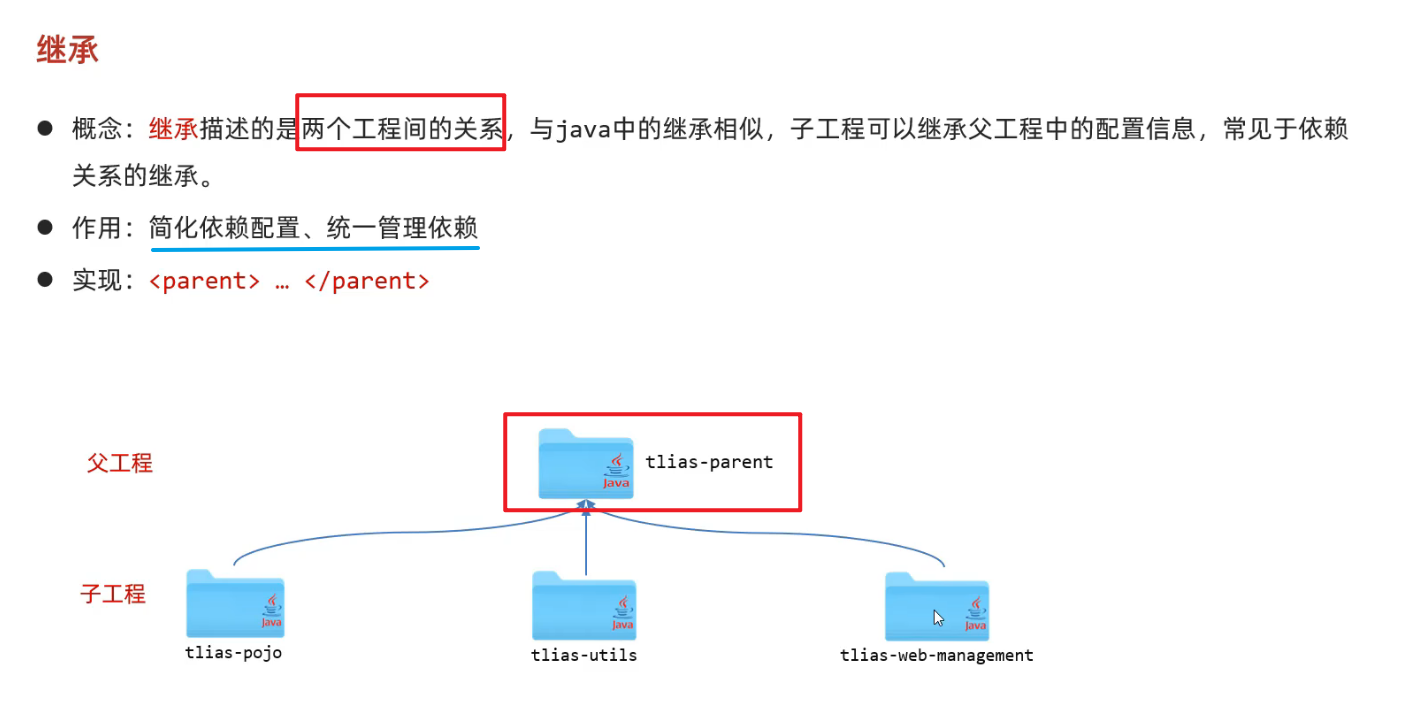 继承
● 概念：继承描述的是两个工程间的关系，与java中的继承相似，子工程可以继承父工程中的配置信息，常见于依赖
关系的继承。
● 作用：简化依赖配置、统一管理依赖
● 实现：<parent> … </parent>
父工程
Java
tlias-parent
子工程
Java
Java
Java
tlias-pojo
tlias-utils
tlias-web-management